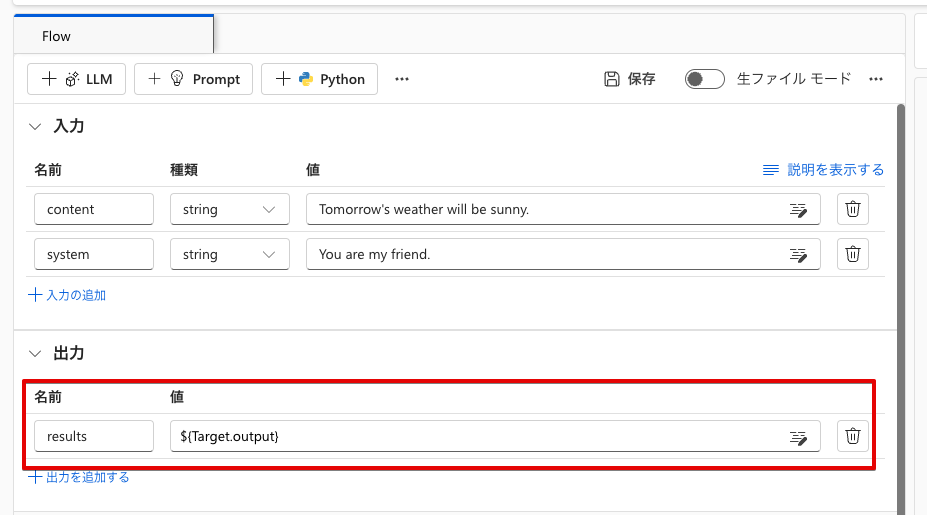 Flow
LLM Prompt Python ...
保存 生ファイル モード ...
入力
名前 種類 値 説明を表示する
content string Tomorrow's weather will be sunny.
system string You are my friend.
入力の追加
出力
名前 値
results ${Target.output}
出力を追加する